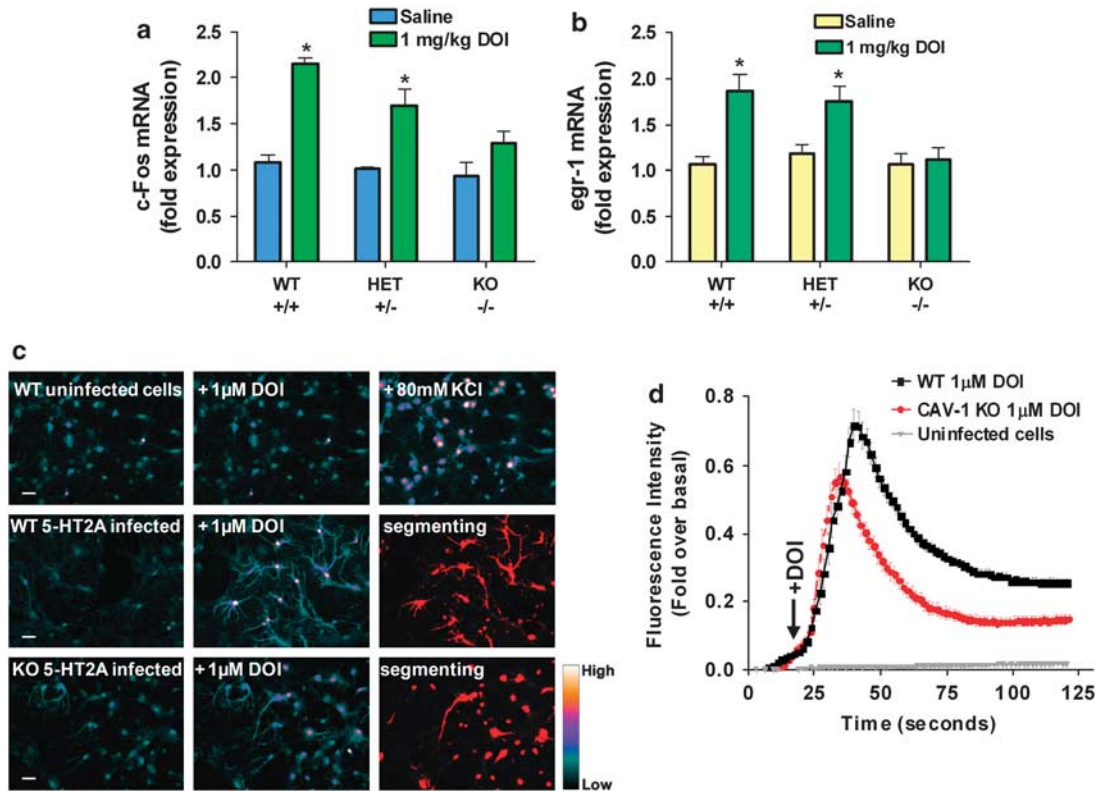 a
Saline
1 mg/kg DOI
c-Fos mRNA
(fold expression)
2.5
2.0
1.5
1.0
0.5
0.0
*
*
WT
+/+
HET
+/-
KO
-/-
b
Saline
1 mg/kg DOI
egr-1 mRNA
(fold expression)
2.5
2.0
1.5
1.0
0.5
0.0
*
*
WT
+/+
HET
+/-
KO
-/-
c
WT uninfected cells
+1µM DOI
+80mM KCl
WT 5-HT2A infected
+1µM DOI
segmenting
KO 5-HT2A infected
+1µM DOI
segmenting
High
Low
d
WT 1µM DOI
CAV-1 KO 1µM DOI
Uninfected cells
Fluorescence Intensity
(Fold over basal)
0.8
0.6
0.4
0.2
0.0
+DOI
0
25
50
75
100
125
Time (seconds)